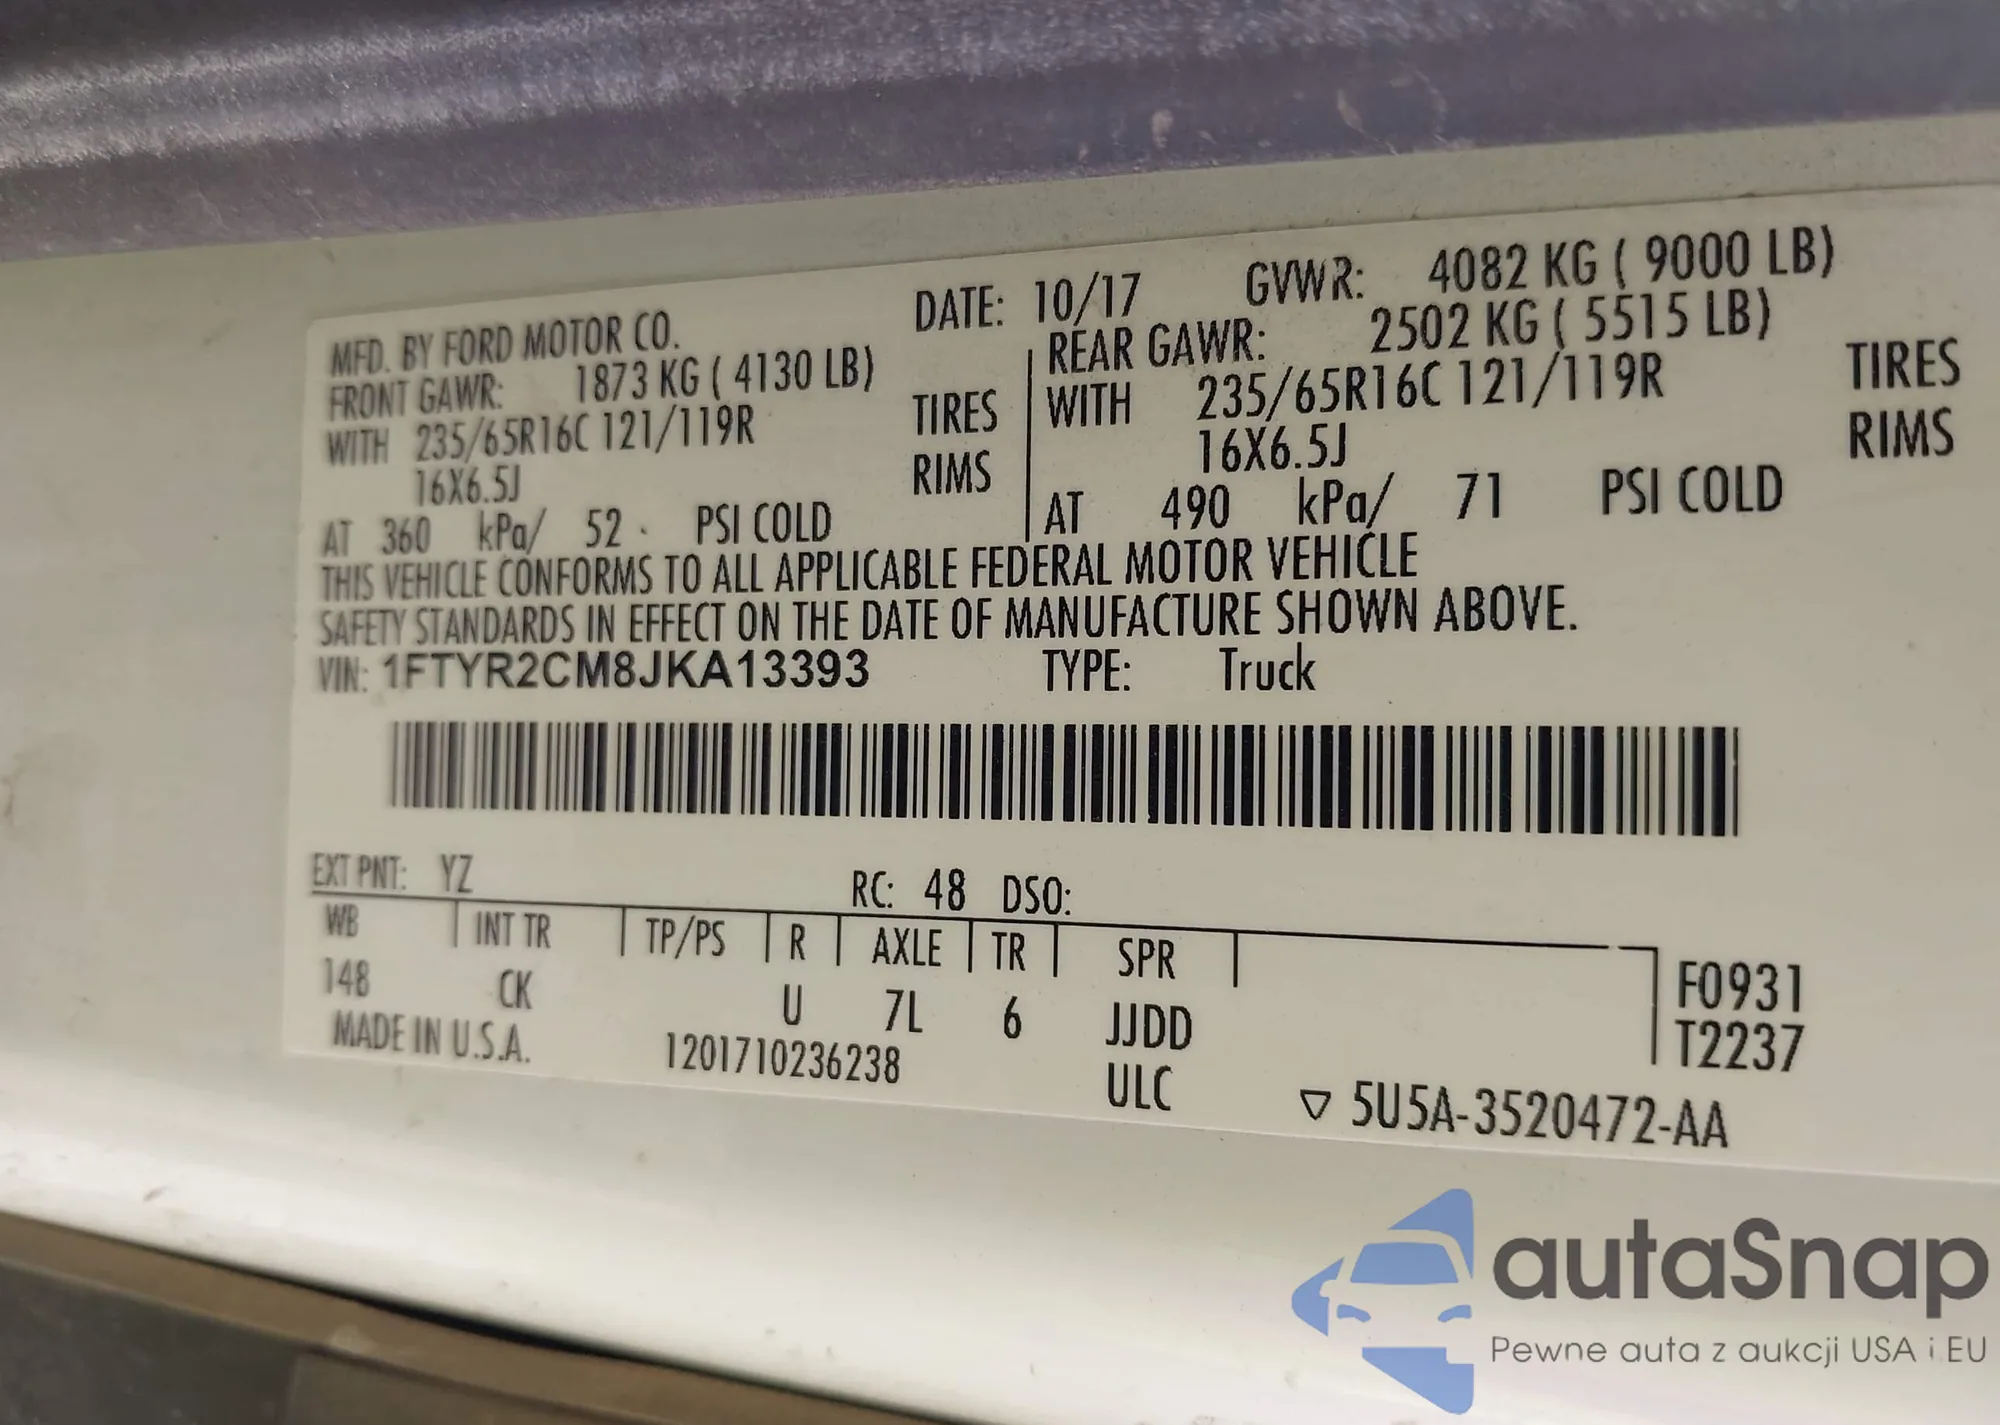 MFD. BY FORD MOTOR CO. DATE: 10/17 GVWR: 4082 KG ( 9000 LB)
FRONT GAWR: 1873 KG ( 4130 LB) REAR GAWR: 2502 KG ( 5515 LB)
WITH 235/65R16C 121/119R TIRES WITH 235/65R16C 121/119R TIRES
16X6.5J RIMS 16X6.5J RIMS
AT 360 kPa/ 52 PSI COLD AT 490 kPa/ 71 PSI COLD
THIS VEHICLE CONFORMS TO ALL APPLICABLE FEDERAL MOTOR VEHICLE
SAFETY STANDARDS IN EFFECT ON THE DATE OF MANUFACTURE SHOWN ABOVE.
VIN: 1FTYR2CM8JKA13393 TYPE: Truck
EXT PNT: YZ RC: 48 DSO:
WB INT TR TP/PS R AXLE TR SPR F0931
148 CK U 7L 6 JJDD T2237
MADE IN U.S.A. 1201710236238 ULC ▽ 5U5A-3520472-AA
autaSnap
Pewne auta z aukcji USA i EU